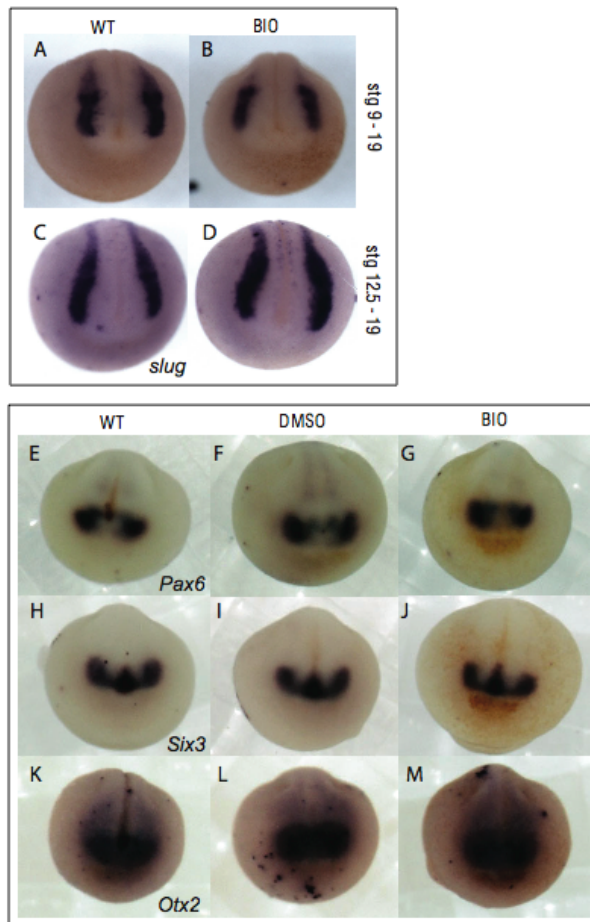 WT BIO
A B
stg 9 - 19
C D
stg 12.5 - 19
slug
WT DMSO BIO
E F G
Pax6
H I J
Six3
K L M
Otx2